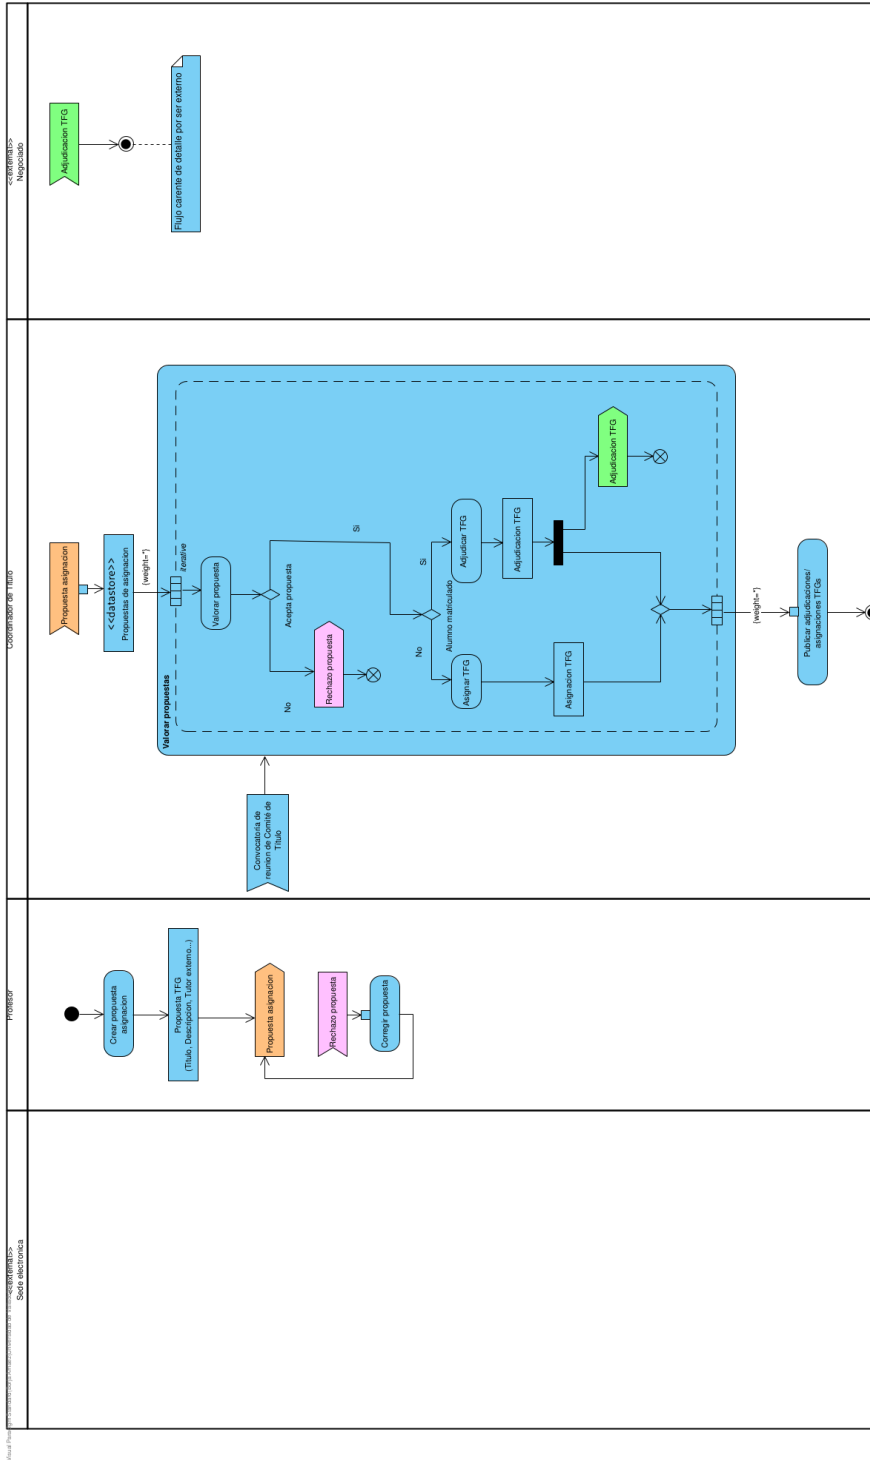 <<external>>
Negociado
Adjudicacion TFG
Flujo carente de detalle por ser externo
Coordinador de Titulo
Propuesta asignacion
<<datastore>>
Propuestas de asignacion
{weight=*}
Valorar propuestas
iterative
Valorar propuesta
Acepta propuesta
Si
No
Rechazo propuesta
Alumno matriculado
Si
No
Adjudicar TFG
Adjudicacion TFG
Adjudicacion TFG
Asignar TFG
Asignacion TFG
{weight=*}
Publicar adjudicaciones/
asignaciones TFGs
Convocatoria de
reunion de Comité de
Titulo
Profesor
Crear propuesta
asignacion
Propuesta TFG
(Titulo, Descripcion, Tutor externo...)
Propuesta asignacion
Rechazo propuesta
Corregir propuesta
<<external>>
Sede electronica